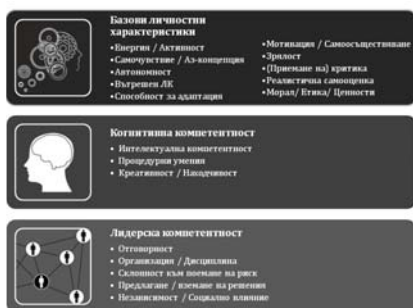 Базови личностни
характеристики
•Енергия / Активност
•Самочувствие / Аз-концепция
•Автономност
•Вътрешен ЛК
•Способност за адаптация
•Мотивация / Самоосъществяване
•Зрялост
•(Приемане на) критика
•Реалистична самооценка
•Морал/ Етика/ Ценности
Когнитивна компетентност
• Интелектуална компетентност
• Процедурни умения
• Креативност / Находчивост
Лидерска компетентност
• Отговорност
• Организация / Дисциплина
• Склонност към поемане на риск
• Предлагане / вземане на решения
• Независимост / Социално влияние